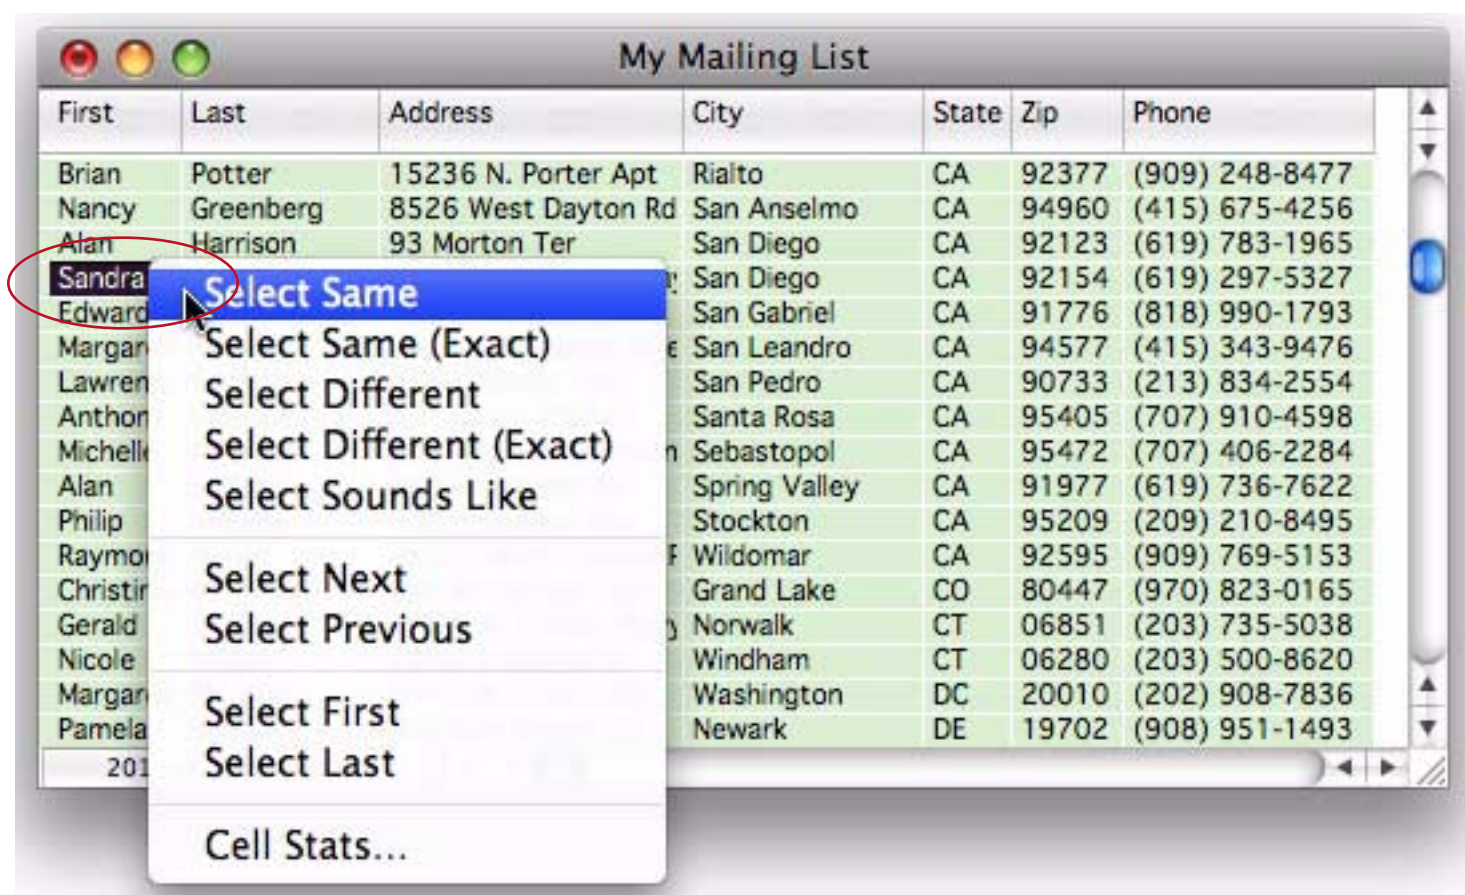 My Mailing List
First Last Address City State Zip Phone
Brian Potter 15236 N. Porter Apt Rialto CA 92377 (909) 248-8477
Nancy Greenberg 8526 West Dayton Rd San Anselmo CA 94960 (415) 675-4256
Alan Harrison 93 Morton Ter San Diego CA 92123 (619) 783-1965
Sandra San Diego CA 92154 (619) 297-5327
Select Same
Edward San Gabriel CA 91776 (818) 990-1793
Select Same (Exact)
Margar San Leandro CA 94577 (415) 343-9476
Lawren San Pedro CA 90733 (213) 834-2554
Select Different
Anthon Santa Rosa CA 95405 (707) 910-4598
Select Different (Exact)
Michelle Sebastopol CA 95472 (707) 406-2284
Alan Spring Valley CA 91977 (619) 736-7622
Select Sounds Like
Philip Stockton CA 95209 (209) 210-8495
Raymo Wildomar CA 92595 (909) 769-5153
Select Next
Christin Grand Lake CO 80447 (970) 823-0165
Gerald Norwalk CT 06851 (203) 735-5038
Select Previous
Nicole Windham CT 06280 (203) 500-8620
Margar Washington DC 20010 (202) 908-7836
Select First
Pamela Newark DE 19702 (908) 951-1493
Select Last
201
Cell Stats...